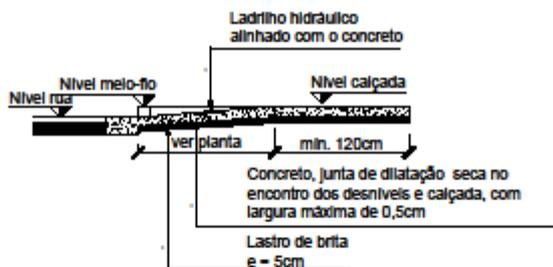 Ladrilho hidráulico
alinhado com o concreto
Nível meio-fio
Nível calçada
Nível rua
ver planta
min. 120cm
Concreto, junta de dilatação seca no
encontro dos desníveis e calçada, com
largura máxima de 0,5cm
Lastro de brita
e = 5cm